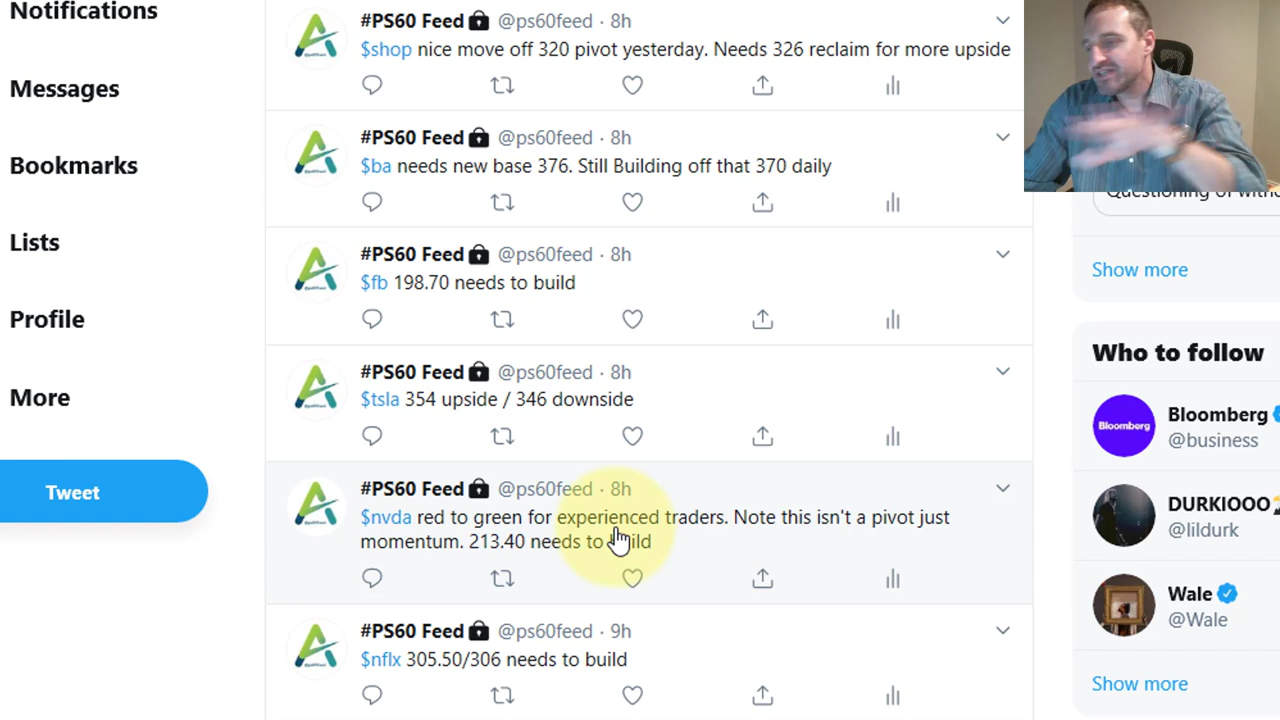 Notifications
Messages
Bookmarks
Lists
Profile
More
Tweet
#PS60 Feed @ps60feed · 8h
$shop nice move off 320 pivot yesterday. Needs 326 reclaim for more upside
#PS60 Feed @ps60feed · 8h
$ba needs new base 376. Still Building off that 370 daily
#PS60 Feed @ps60feed · 8h
$fb 198.70 needs to build
#PS60 Feed @ps60feed · 8h
$tsla 354 upside / 346 downside
#PS60 Feed @ps60feed · 8h
$nvda red to green for experienced traders. Note this isn't a pivot just
momentum. 213.40 needs to build
#PS60 Feed @ps60feed · 9h
$nflx 305.50/306 needs to build
Show more
Who to follow
Bloomberg
Bloomberg
@business
DURKIOOO
@lildurk
Wale
@Wale
Show more